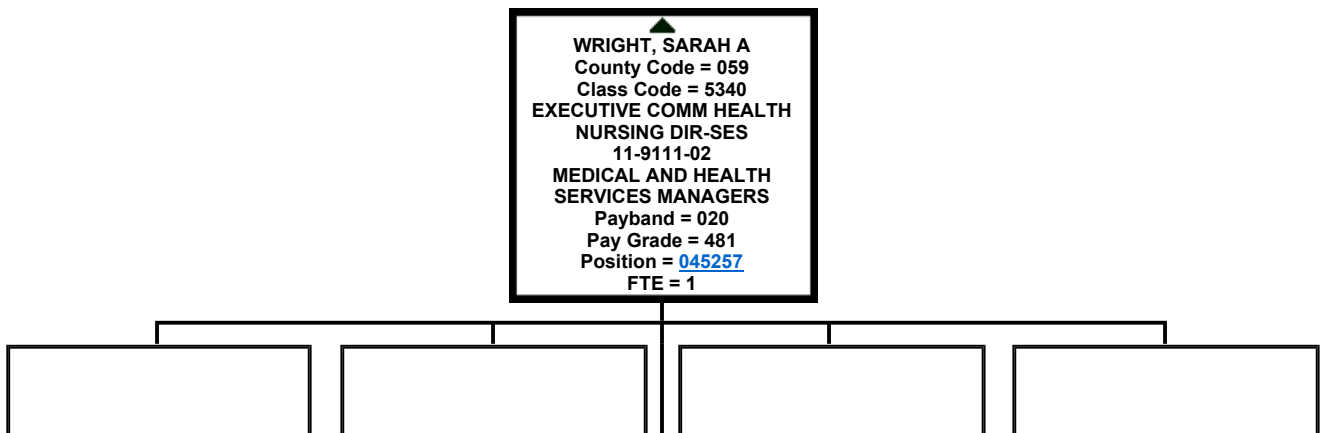 WRIGHT, SARAH A
County Code = 059
Class Code = 5340
EXECUTIVE COMM HEALTH
NURSING DIR-SES
11-9111-02
MEDICAL AND HEALTH
SERVICES MANAGERS
Payband = 020
Pay Grade = 481
Position = 045257
FTE = 1